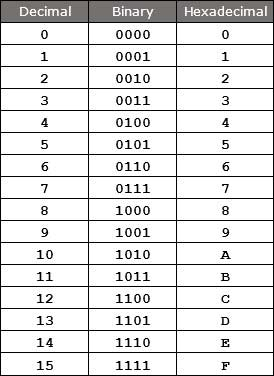 Decimal Binary Hexadecimal
0 0000 0
1 0001 1
2 0010 2
3 0011 3
4 0100 4
5 0101 5
6 0110 6
7 0111 7
8 1000 8
9 1001 9
10 1010 A
11 1011 B
12 1100 C
13 1101 D
14 1110 E
15 1111 F